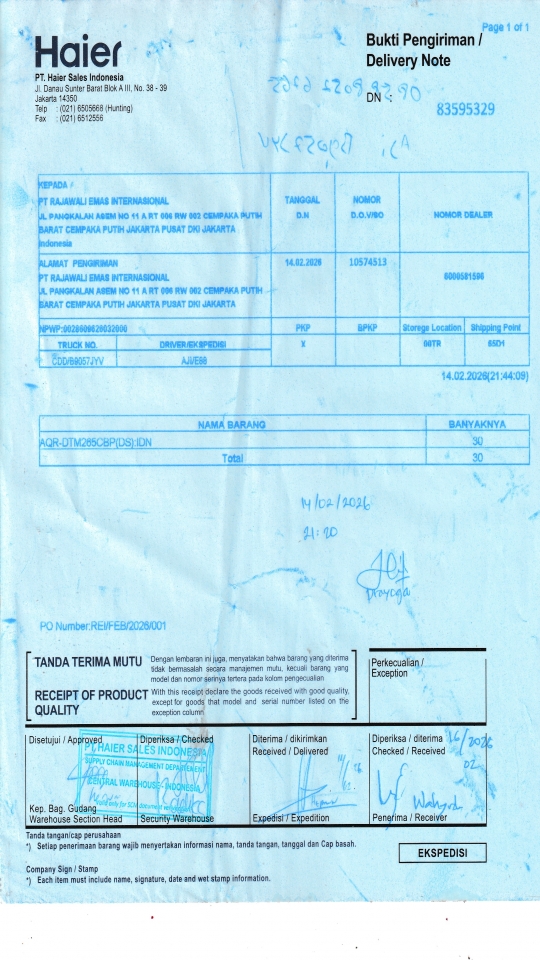 Page 1 of 1
Haier
Bukti Pengiriman /
Delivery Note
PT. Haier Sales Indonesia
Jl. Danau Sunter Barat Blok A III, No. 38 - 39
Jakarta 14350
Telp : (021) 6505668 (Hunting)
Fax : (021) 6512556
DN :
83595329
KEPADA /
PT RAJAWALI EMAS INTERNASIONAL
JL PANGKALAN ASEM NO 11 A RT 006 RW 002 CEMPAKA PUTIH
BARAT CEMPAKA PUTIH JAKARTA PUSAT DKI JAKARTA
Indonesia
TANGGAL
D.N
NOMOR
D.O.V/SO
NOMOR DEALER
ALAMAT PENGIRIMAN
PT RAJAWALI EMAS INTERNASIONAL
JL PANGKALAN ASEM NO 11 A RT 006 RW 002 CEMPAKA PUTIH
BARAT CEMPAKA PUTIH JAKARTA PUSAT DKI JAKARTA
14.02.2026
10574513
PKP
BPKP
Storage Location
Shipping Point
TRUCK NO.
DRIVER/EKSPEDISI
X
14.02.2026(21:44:09)
NAMA BARANG
BANYAKNYA
AQR-DTM265CBP(DS):IDN
30
Total
30
14/02/2026
21:20
Prayoga
PO Number:REI/FEB/2026/001
TANDA TERIMA MUTU
Dengan lembaran ini juga, menyatakan bahwa barang yang diterima
tidak bermasalah secara manajemen mutu, kecuali barang yang
model dan nomor serinya tertera pada kolom pengecualian
RECEIPT OF PRODUCT
QUALITY
With this receipt declare the goods received with good quality,
except for goods that model and serial number listed on the
exception column
Perkecualian /
Exception
Disetujui / Approved
Diperiksa / Checked
Diterima / dikirimkan
Received / Delivered
Diperiksa / diterima
Checked / Received
16/2026
02
PT.HAIER SALES INDONESIA
SUPPLY CHAIN MANAGEMENT DEPARTEMENT
CENTRAL WAREHOUSE - INDONESIA
Kep. Bag. Gudang
Warehouse Section Head
Security Warehouse
Expedisi / Expedition
Penerima / Receiver
Tanda tangan/cap perusahaan
*) Setiap penerimaan barang wajib menyertakan informasi nama, tanda tangan, tanggal dan Cap basah.
EKSPEDISI
Company Sign / Stamp
*) Each item must include name, signature, date and wet stamp information.